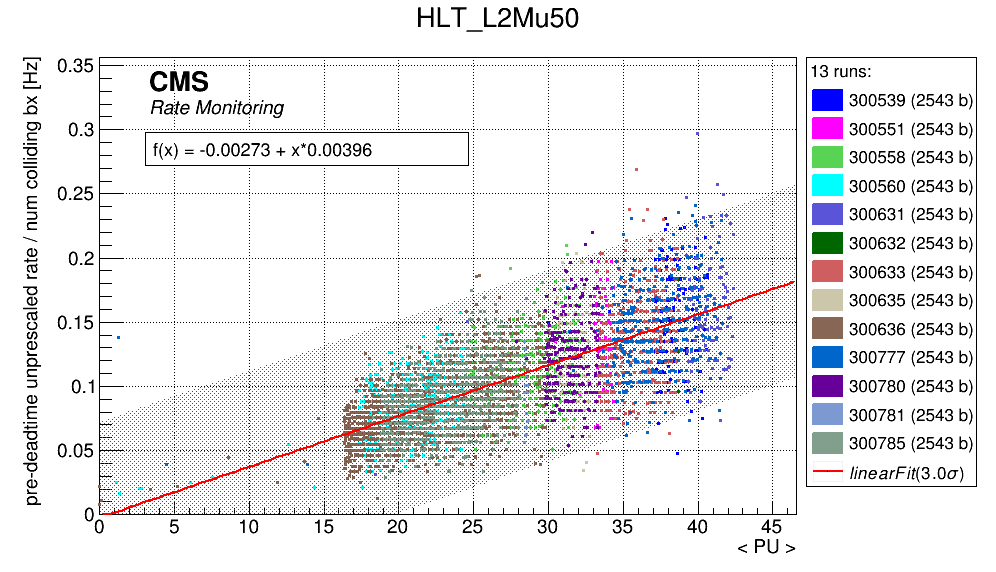 HLT_L2Mu50
pre-deadtime unprescaled rate / num colliding bx [Hz]
0.35
0.3
0.25
0.2
0.15
0.1
0.05
0
CMS
Rate Monitoring
f(x) = -0.00273 + x*0.00396
0 5 10 15 20 25 30 35 40 45
< PU >
13 runs:
300539 (2543 b)
300551 (2543 b)
300558 (2543 b)
300560 (2543 b)
300631 (2543 b)
300632 (2543 b)
300633 (2543 b)
300635 (2543 b)
300636 (2543 b)
300777 (2543 b)
300780 (2543 b)
300781 (2543 b)
300785 (2543 b)
linearFit(3.0σ)